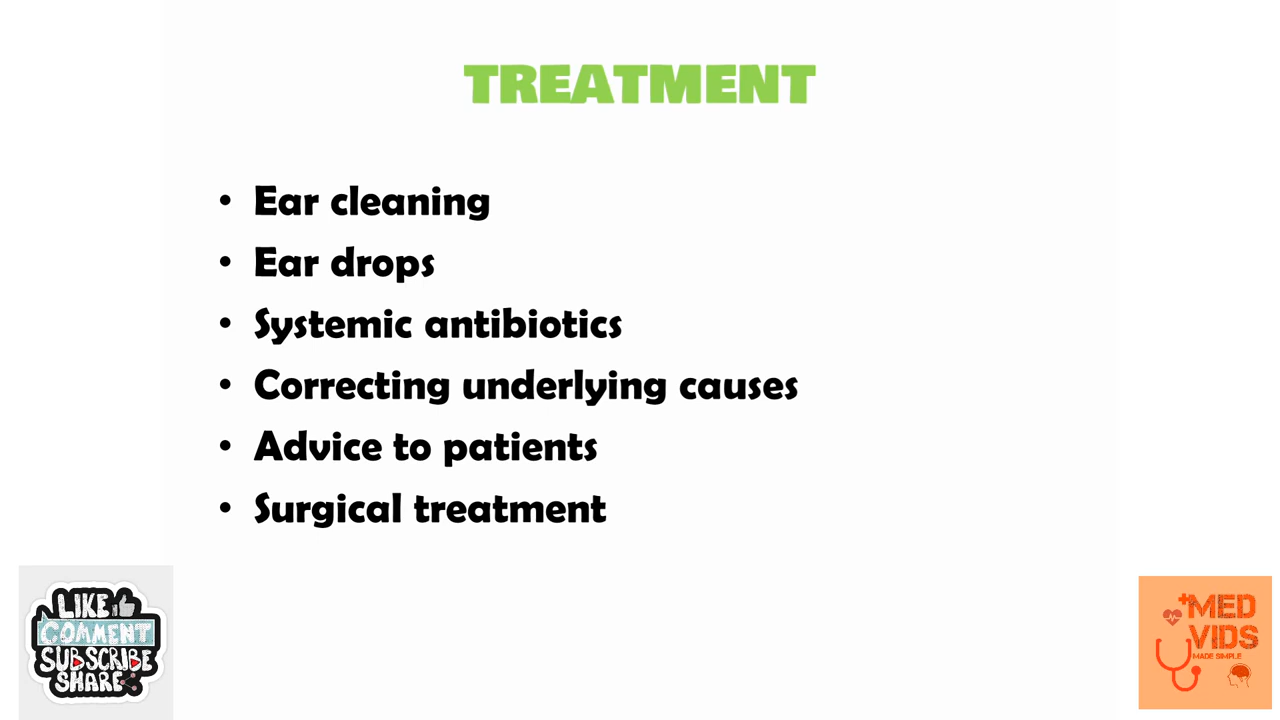 TREATMENT
• Ear cleaning
• Ear drops
• Systemic antibiotics
• Correcting underlying causes
• Advice to patients
• Surgical treatment
LIKE
COMMENT
SUBSCRIBE
SHARE
MED
VIDS
MADE SIMPLE